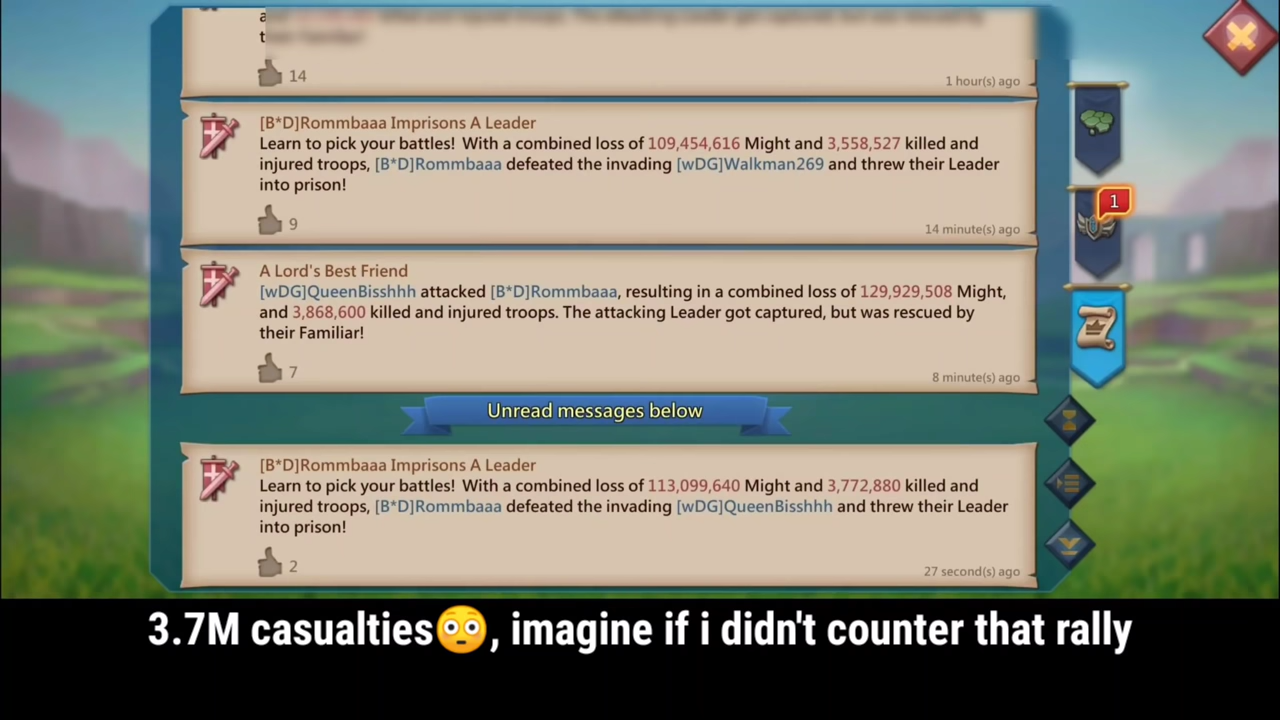 14
1 hour(s) ago
[B*D]Rommbaaa Imprisons A Leader
Learn to pick your battles! With a combined loss of 109,454,616 Might and 3,558,527 killed and
injured troops, [B*D]Rommbaaa defeated the invading [wDG]Walkman269 and threw their Leader
into prison!
9
14 minute(s) ago
1
A Lord's Best Friend
[wDG]QueenBisshhh attacked [B*D]Rommbaaa, resulting in a combined loss of 129,929,508 Might,
and 3,868,600 killed and injured troops. The attacking Leader got captured, but was rescued by
their Familiar!
7
8 minute(s) ago
Unread messages below
[B*D]Rommbaaa Imprisons A Leader
Learn to pick your battles! With a combined loss of 113,099,640 Might and 3,772,880 killed and
injured troops, [B*D]Rommbaaa defeated the invading [wDG]QueenBisshhh and threw their Leader
into prison!
2
27 second(s) ago
3.7M casualties😳, imagine if i didn't counter that rally